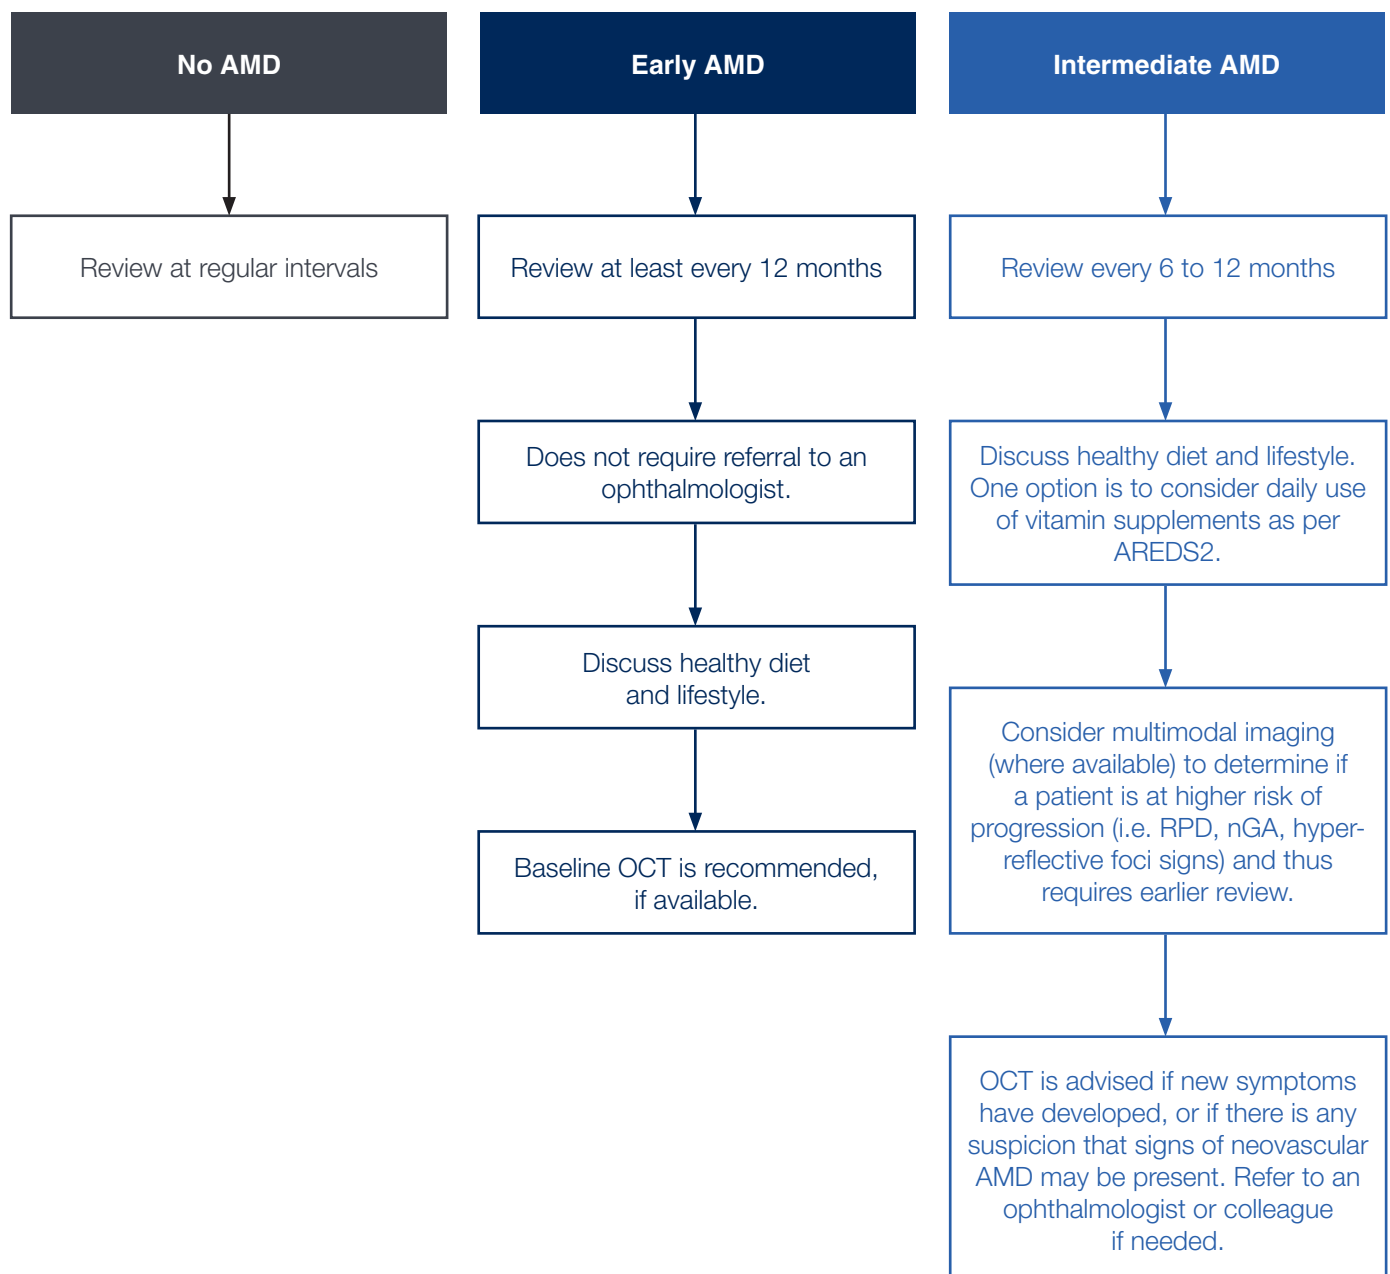 No AMD
Review at regular intervals
Early AMD
Review at least every 12 months
Does not require referral to an
ophthalmologist.
Discuss healthy diet
and lifestyle.
Baseline OCT is recommended,
if available.
Intermediate AMD
Review every 6 to 12 months
Discuss healthy diet and lifestyle.
One option is to consider daily use
of vitamin supplements as per
AREDS2.
Consider multimodal imaging
(where available) to determine if
a patient is at higher risk of
progression (i.e. RPD, nGA, hyper-
reflective foci signs) and thus
requires earlier review.
OCT is advised if new symptoms
have developed, or if there is any
suspicion that signs of neovascular
AMD may be present. Refer to an
ophthalmologist or colleague
if needed.